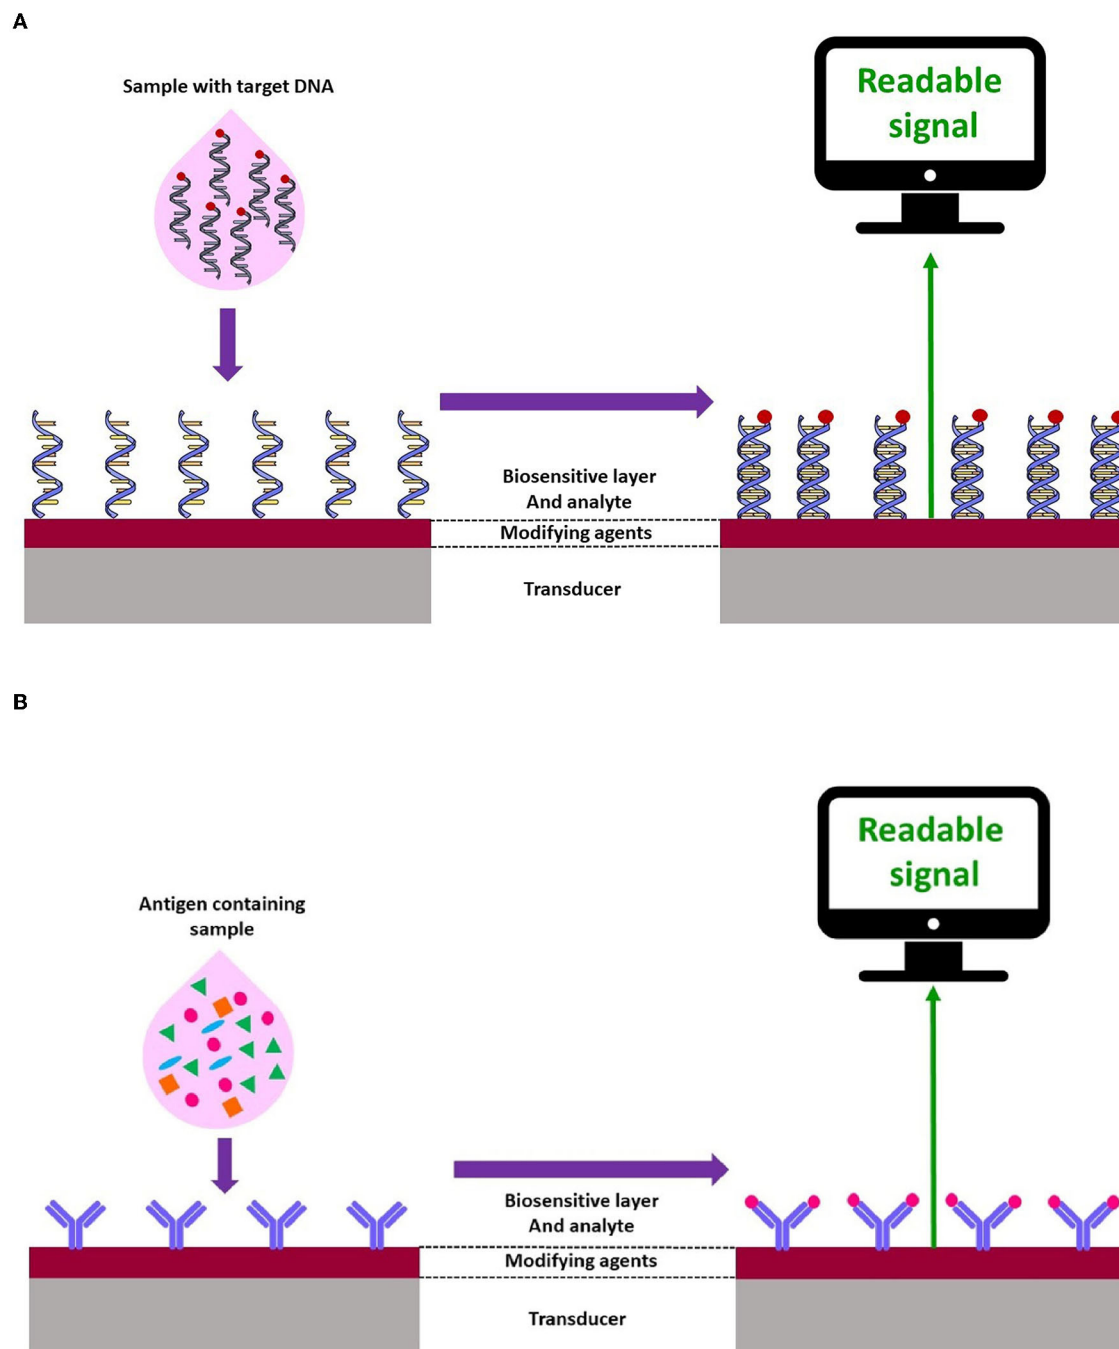 A
Sample with target DNA
Readable
signal
Biosensitive layer
And analyte
Modifying agents
Transducer
B
Readable
signal
Antigen containing
sample
Biosensitive layer
And analyte
Modifying agents
Transducer